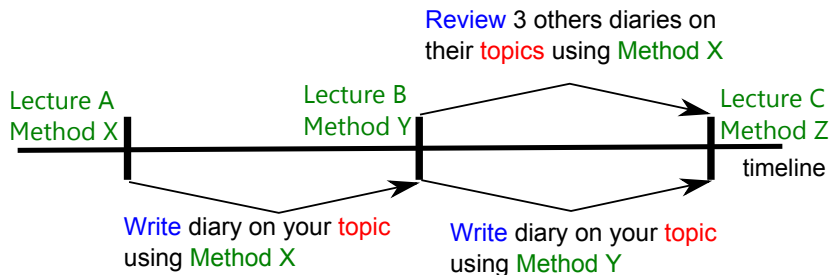 Review 3 others diaries on
their topics using Method X
Lecture A
Method X
Lecture B
Method Y
Lecture C
Method Z
timeline
Write diary on your topic
using Method X
Write diary on your topic
using Method Y